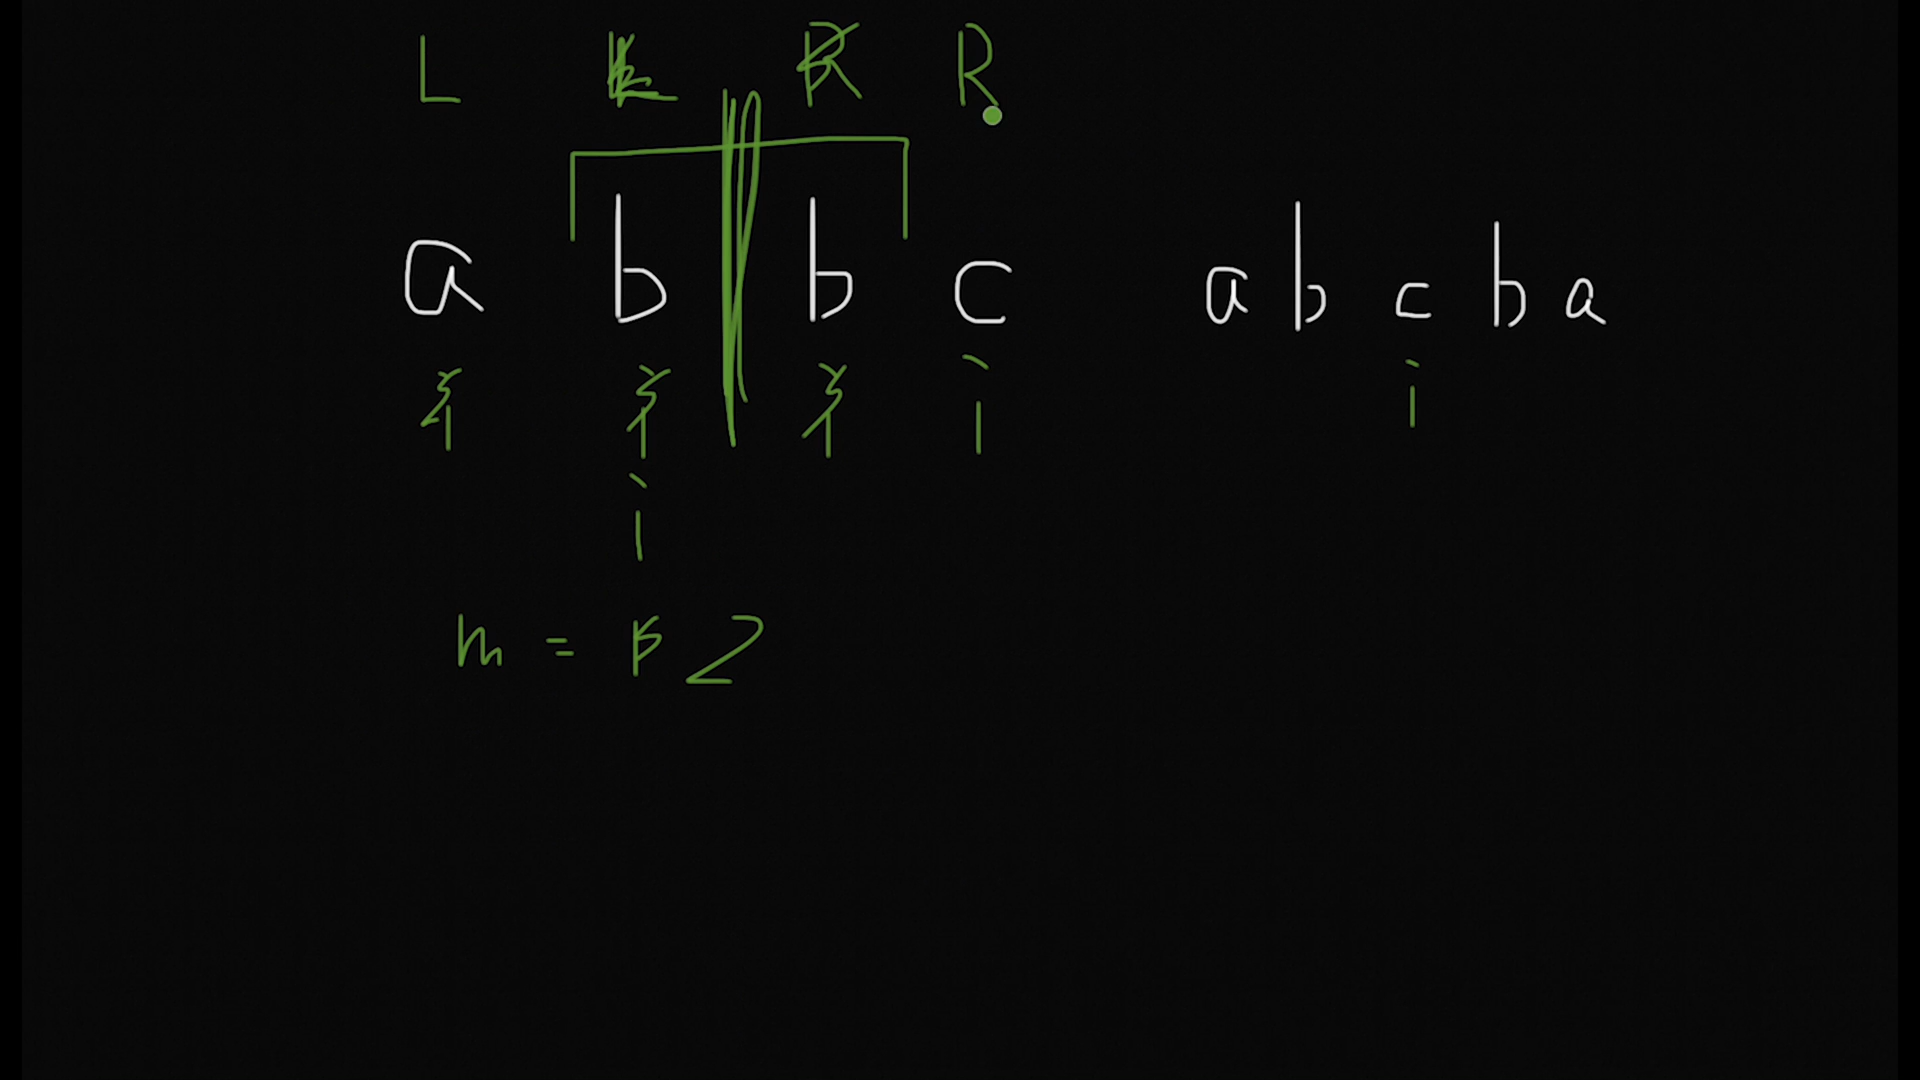 L R
a b b c a b c b a
i i
i
m = 2